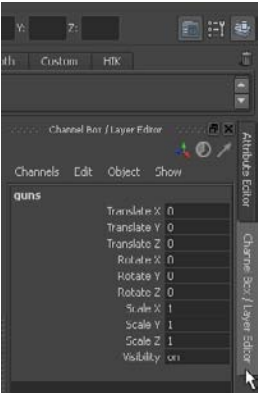 Y: Z:
Custom HIK
Channel Box / Layer Editor
Channels Edit Object Show
guns
Translate X 0
Translate Y 0
Translate Z 0
Rotate X 0
Rotate Y 0
Rotate Z 0
Scale X 1
Scale Y 1
Scale Z 1
Visibility on
Attribute Editor
Channel Box / Layer Editor